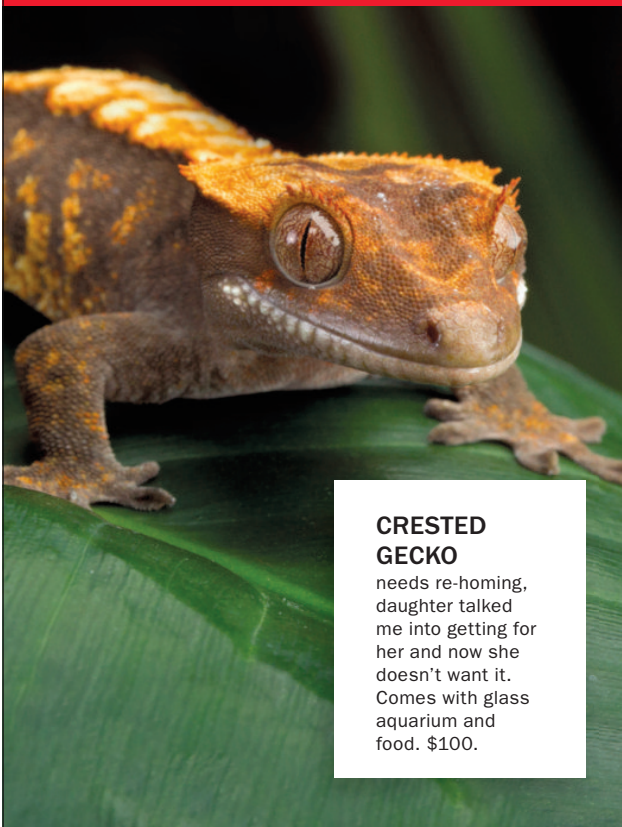 CRESTED
GECKO
needs re-homing,
daughter talked
me into getting for
her and now she
doesn’t want it.
Comes with glass
aquarium and
food. $100.